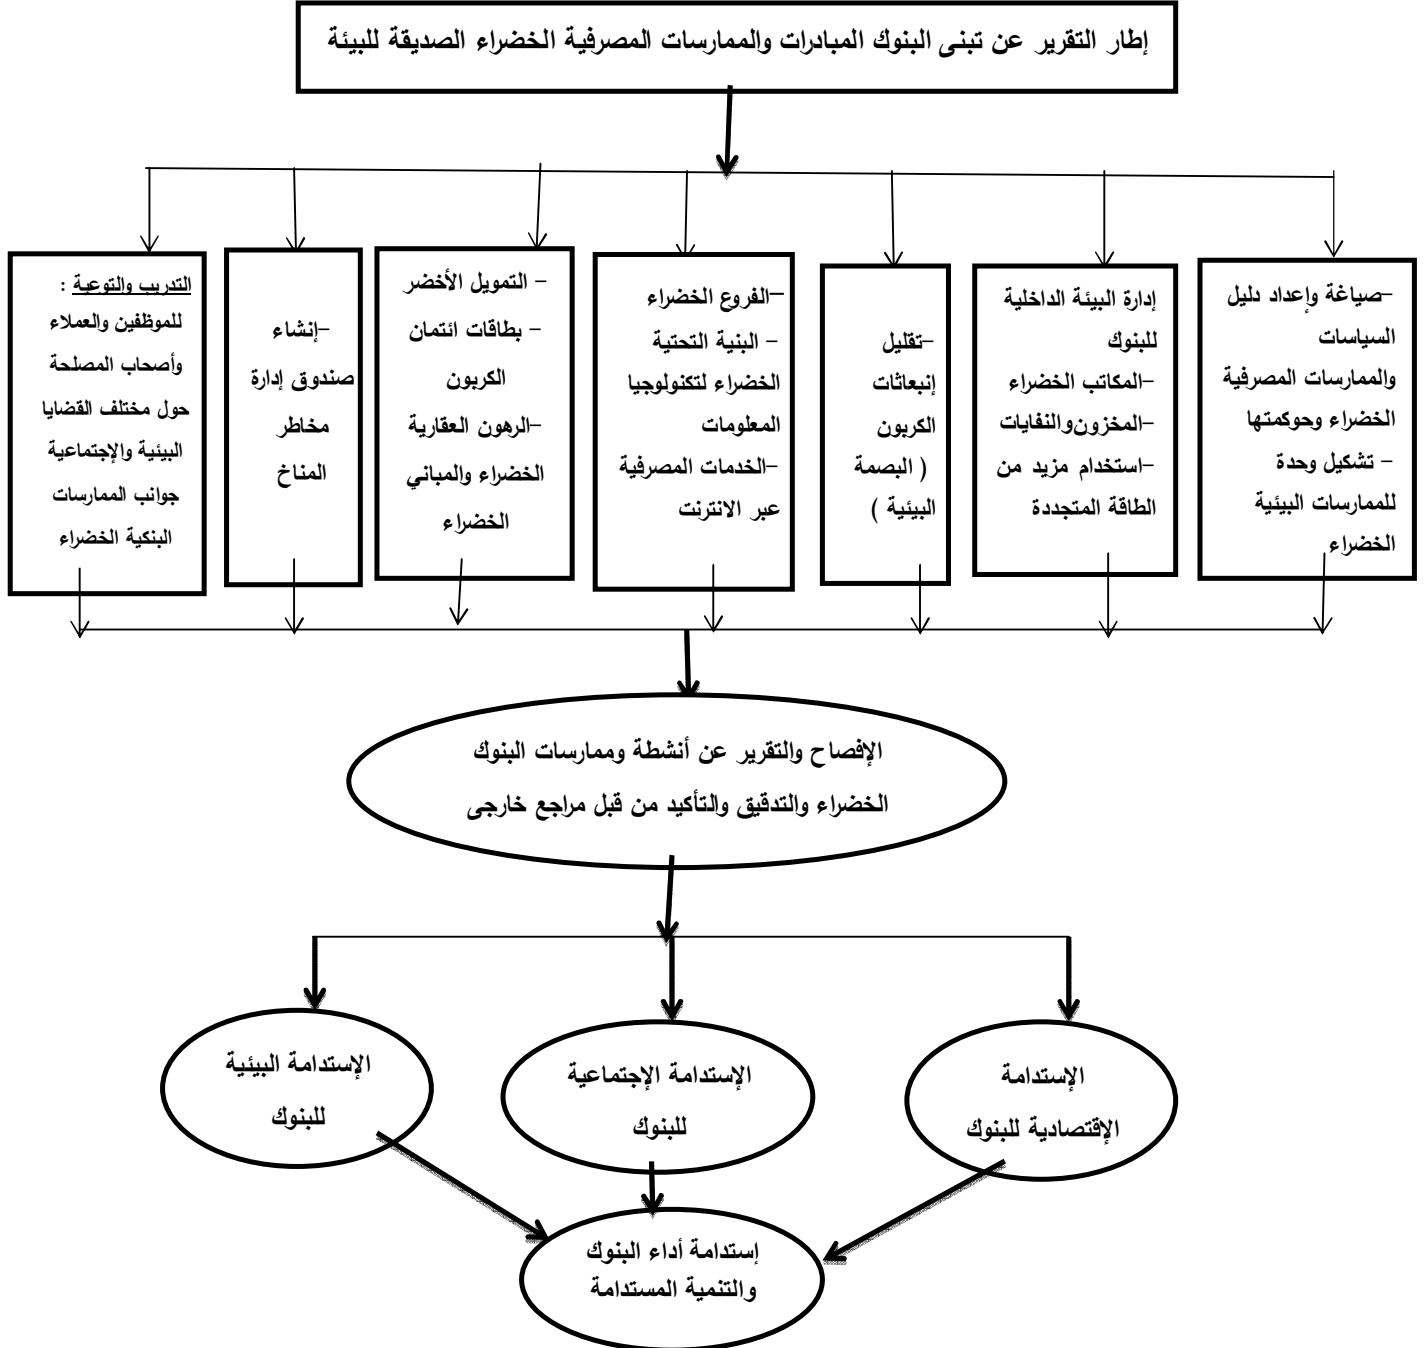 إطار التقرير عن تبنى البنوك المبادرات والممارسات المصرفية الخضراء الصديقة للبيئة
-صياغة وإعداد دليل
السياسات
والممارسات المصرفية
الخضراء وحوكمتها
- تشكيل وحدة
للممارسات البيئية
الخضراء
إدارة البيئة الداخلية
للبنوك
-المكاتب الخضراء
-المخزون والنفايات
-استخدام مزيد من
الطاقة المتجددة
-تقليل
إنبعاثات
الكربون
( البصمة
البيئية )
-الفروع الخضراء
- البنية التحتية
الخضراء لتكنولوجيا
المعلومات
-الخدمات المصرفية
عبر الانترنت
- التمويل الأخضر
- بطاقات ائتمان
الكربون
-الرهون العقارية
الخضراء والمباني
الخضراء
-إنشاء
صندوق إدارة
مخاطر
المناخ
التدريب والتوعية :
للموظفين والعملاء
وأصحاب المصلحة
حول مختلف القضايا
البيئية والإجتماعية
جوانب الممارسات
البنكية الخضراء
الإفصاح والتقرير عن أنشطة وممارسات البنوك
الخضراء والتدقيق والتأكيد من قبل مراجع خارجى
الإستدامة
الإقتصادية للبنوك
الإستدامة الإجتماعية
للبنوك
الإستدامة البيئية
للبنوك
إستدامة أداء البنوك
والتنمية المستدامة